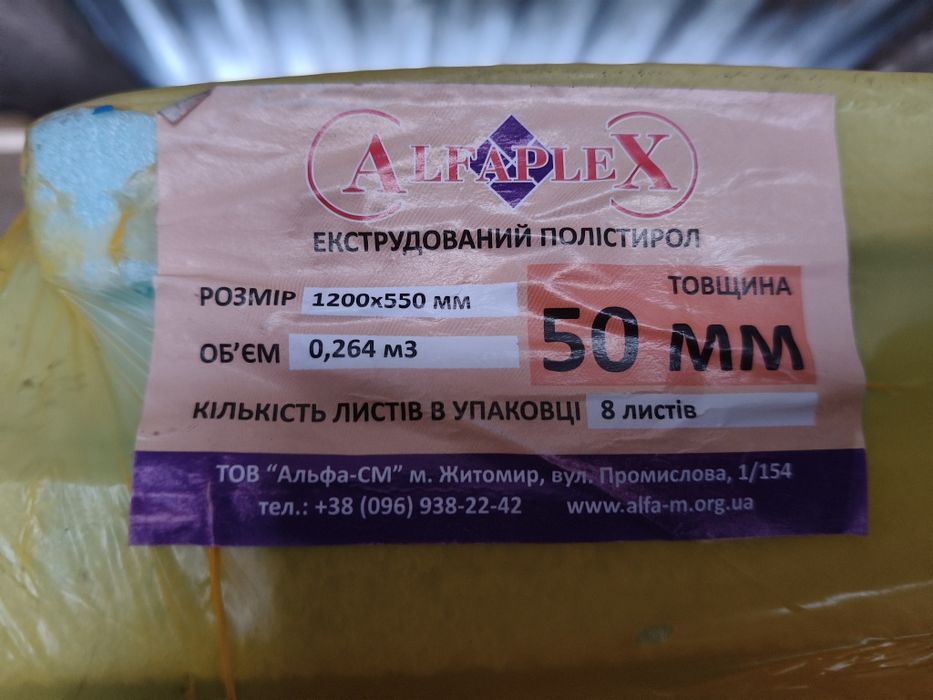 ALFAPLEX
ЕКСТРУДОВАНИЙ ПОЛІСТИРОЛ
РОЗМІР 1200х550 мм
ОБ'ЄМ 0,264 м3
ТОВЩИНА
50 мм
КІЛЬКІСТЬ ЛИСТІВ В УПАКОВЦІ 8 листів
ТОВ "Альфа-СМ" м. Житомир, вул. Промислова, 1/154
тел.: +38 (096) 938-22-42 www.alfa-m.org.ua